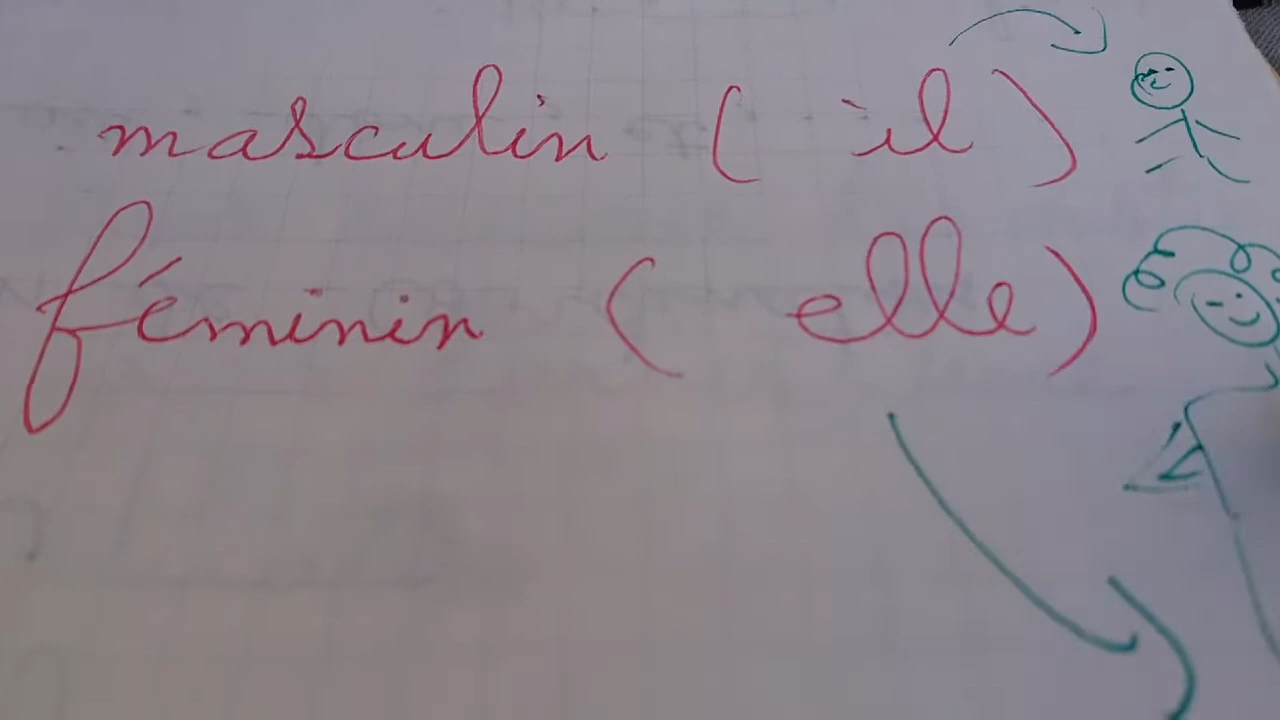 masculin ( il )
féminin ( elle )